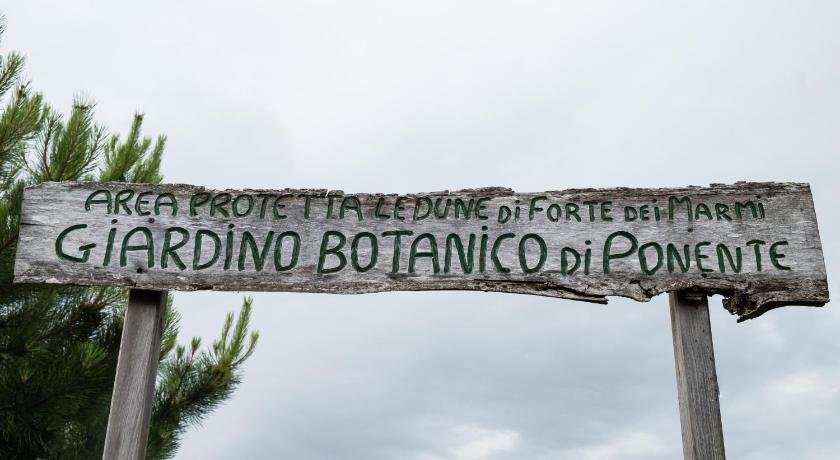 AREA PROTETTA LE DUNE di FORTE DEi MARMi
GiARDiNO BOTANiCO Di PONENTE